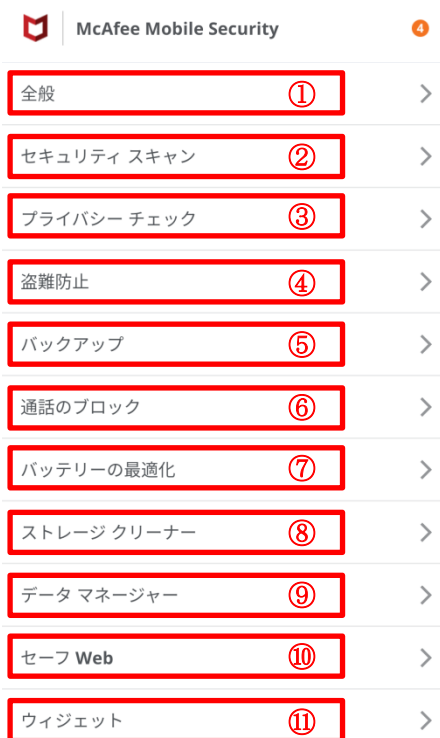 McAfee Mobile Security 4
全般 ①
セキュリティ スキャン ②
プライバシー チェック ③
盗難防止 ④
バックアップ ⑤
通話のブロック ⑥
バッテリーの最適化 ⑦
ストレージ クリーナー ⑧
データ マネージャー ⑨
セーフ Web ⑩
ウィジェット ⑪